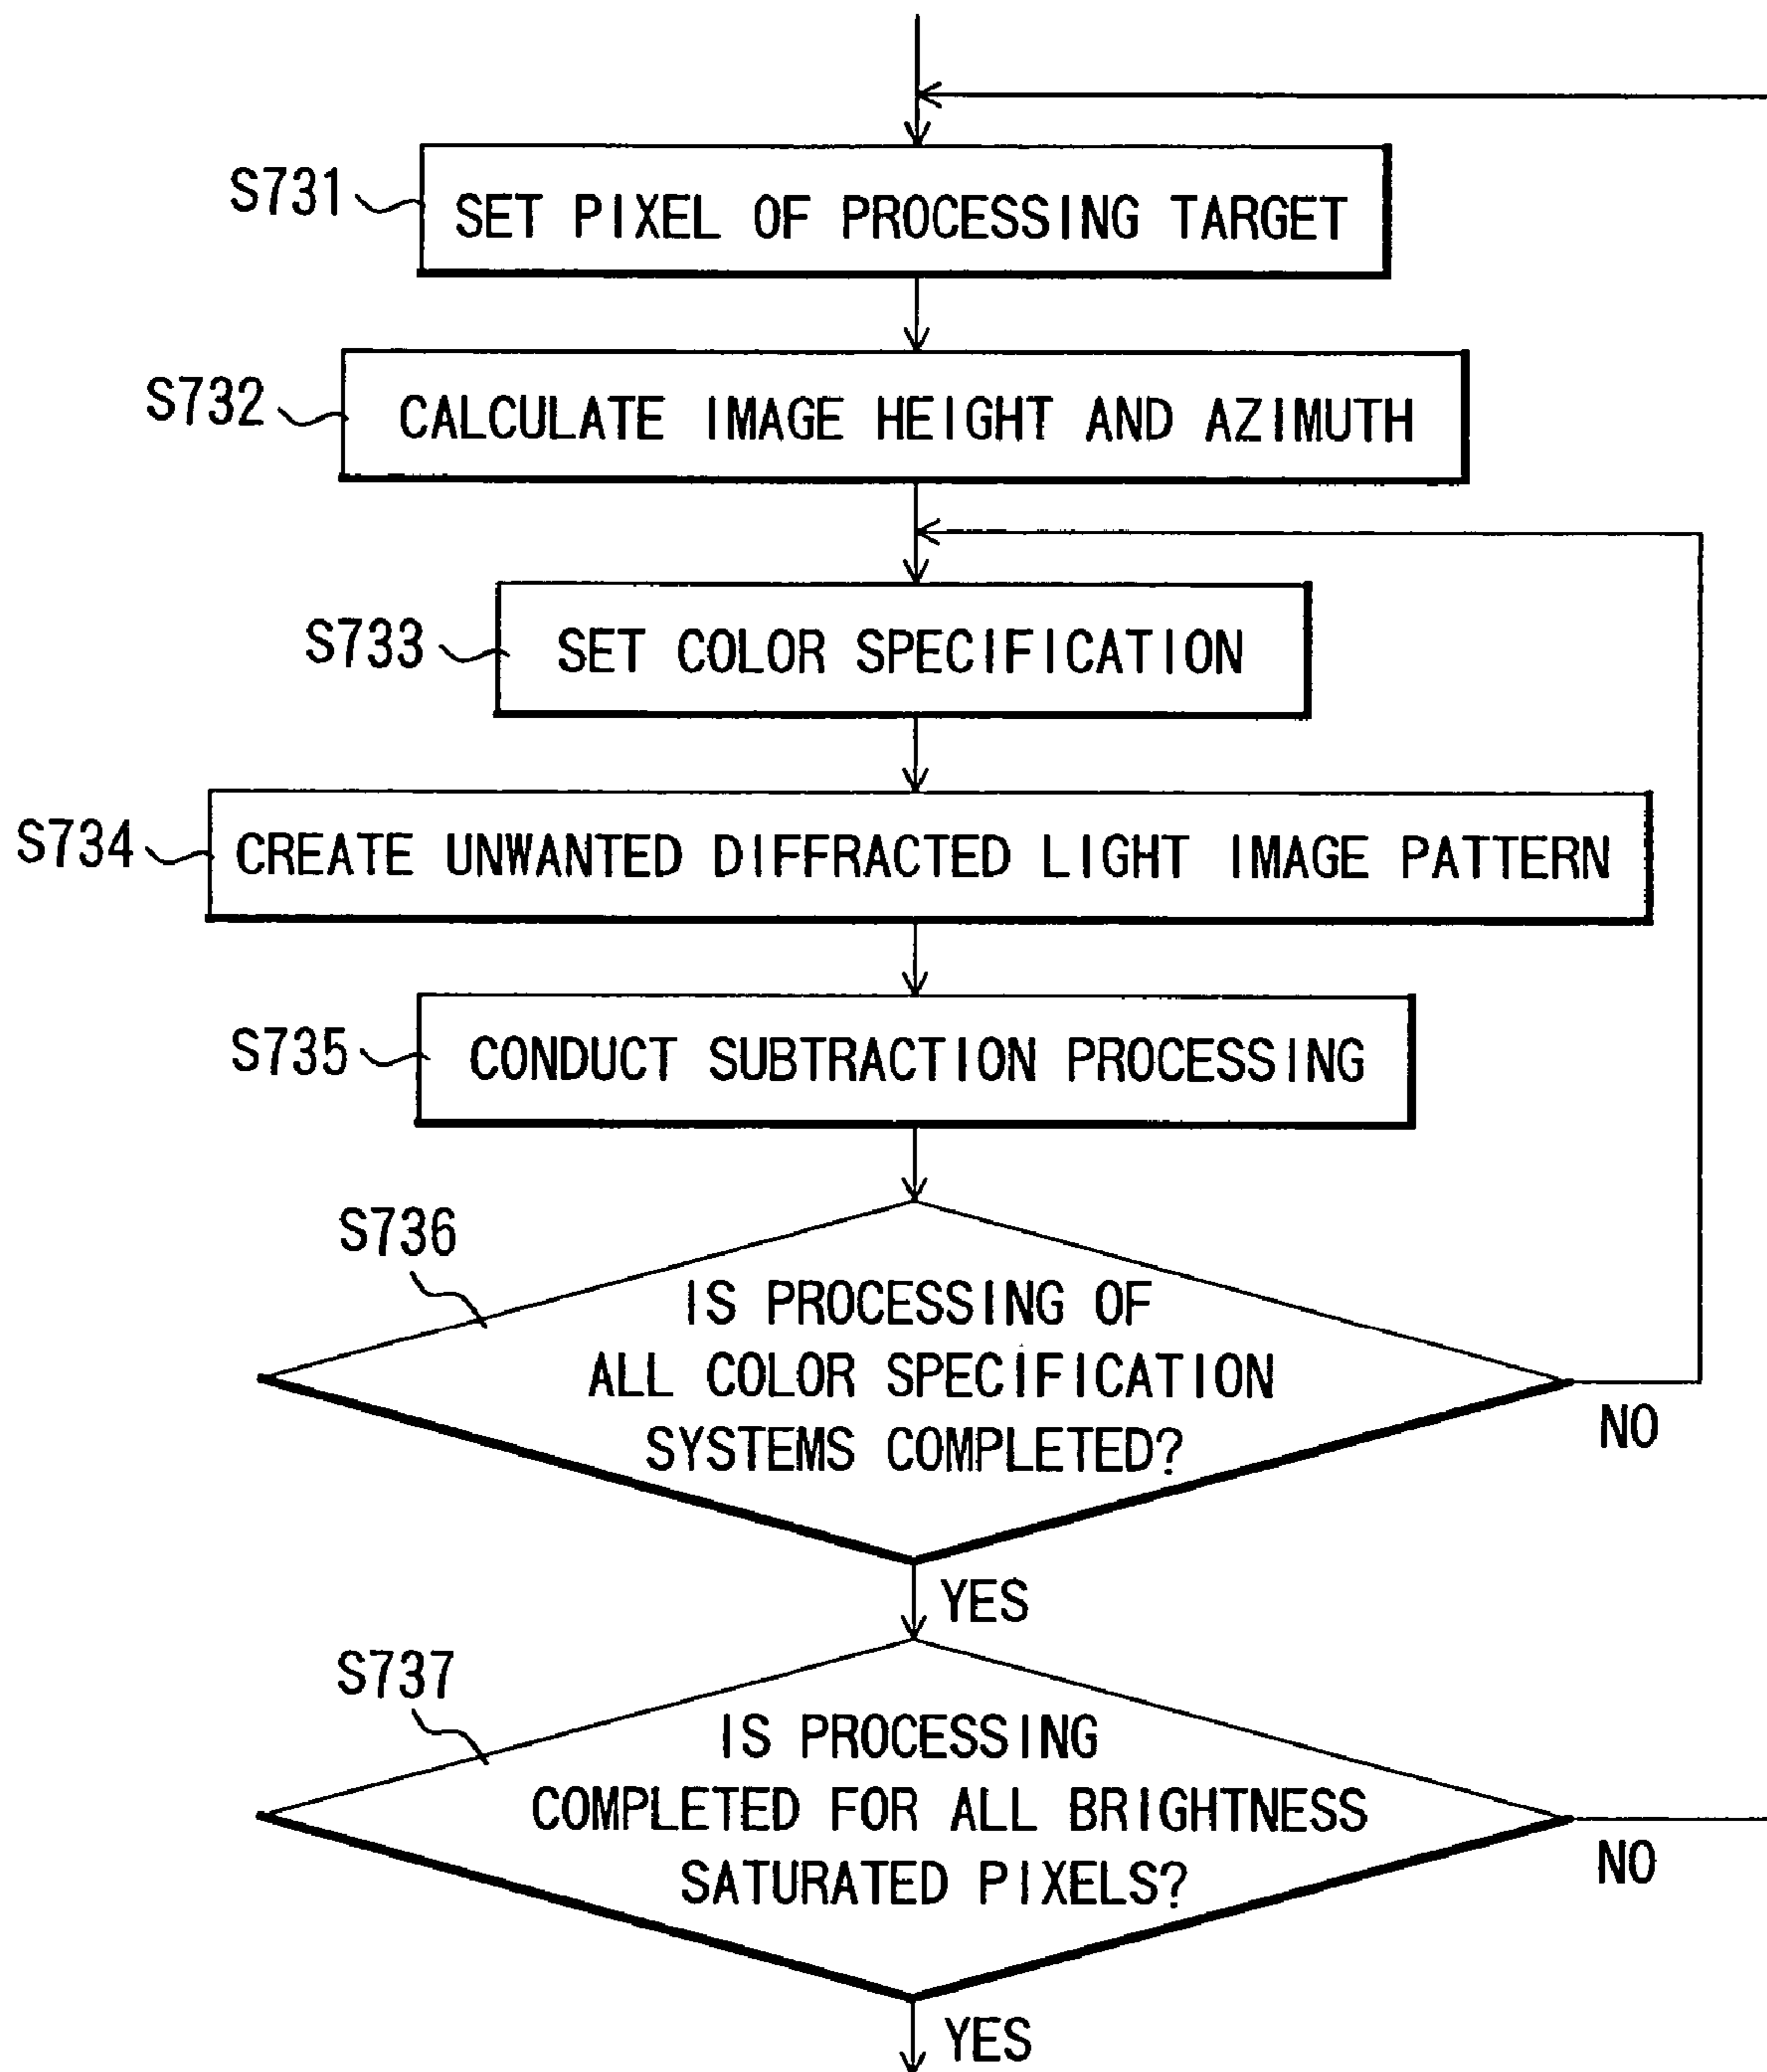 S731
SET PIXEL OF PROCESSING TARGET
S732
CALCULATE IMAGE HEIGHT AND AZIMUTH
S733
SET COLOR SPECIFICATION
S734
CREATE UNWANTED DIFFRACTED LIGHT IMAGE PATTERN
S735
CONDUCT SUBTRACTION PROCESSING
S736
IS PROCESSING OF
ALL COLOR SPECIFICATION
SYSTEMS COMPLETED?
NO
YES
S737
IS PROCESSING
COMPLETED FOR ALL BRIGHTNESS
SATURATED PIXELS?
NO
YES